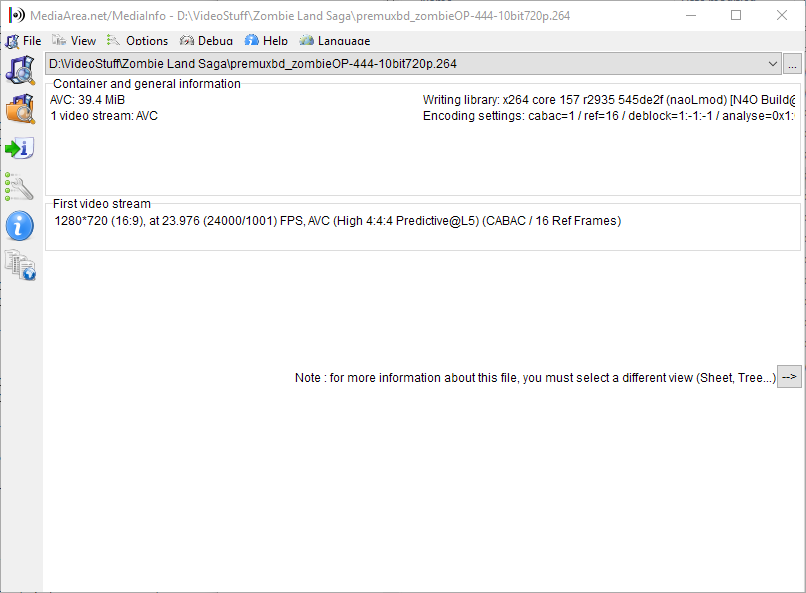 MediaArea.net/MediaInfo - D:\VideoStuff\Zombie Land Saga\premuxbd_zombieOP-444-10bit720p.264
File View Options Debug Help Language
D:\VideoStuff\Zombie Land Saga\premuxbd_zombieOP-444-10bit720p.264 ...
Container and general information
AVC: 39.4 MiB Writing library: x264 core 157 r2935 545de2f (naoLmod) [N4O Build@
1 video stream: AVC Encoding settings: cabac=1 / ref=16 / deblock=1:-1:-1 / analyse=0x1:
First video stream
1280*720 (16:9), at 23.976 (24000/1001) FPS, AVC (High 4:4:4 Predictive@L5) (CABAC / 16 Ref Frames)
Note : for more information about this file, you must select a different view (Sheet, Tree...) -->